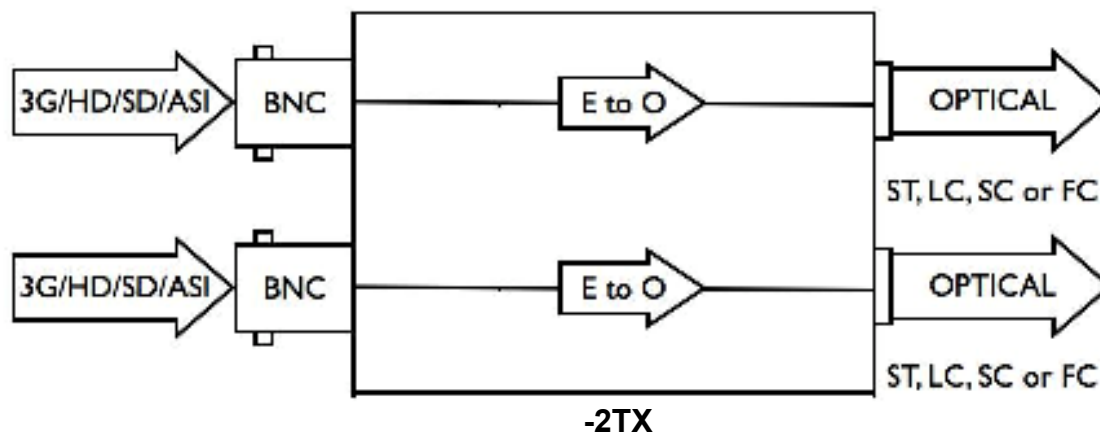 3G/HD/SD/ASI BNC E to O OPTICAL
ST, LC, SC or FC
3G/HD/SD/ASI BNC E to O OPTICAL
ST, LC, SC or FC
-2TX